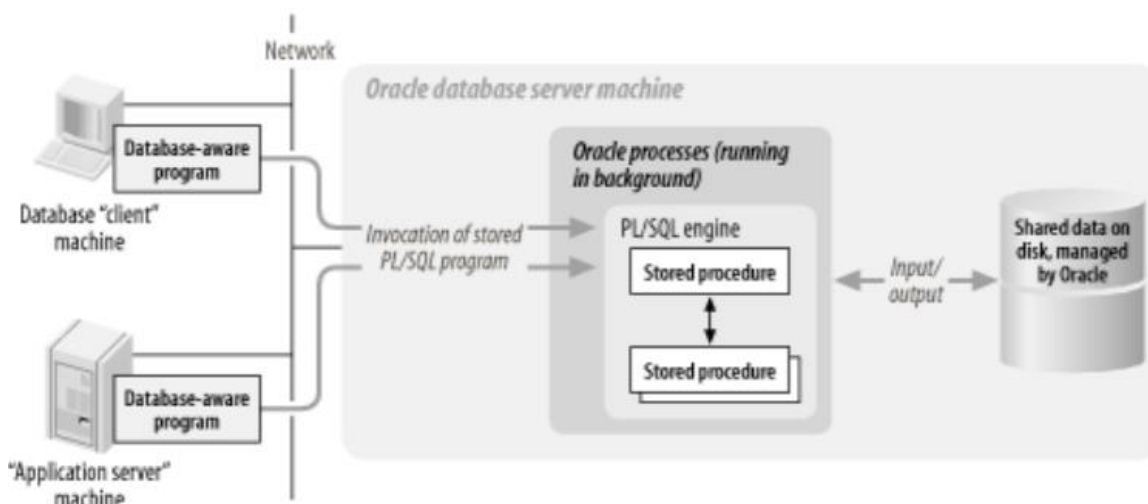 Network
Oracle database server machine
Database-aware
program
Database "client"
machine
Oracle processes (running
in background)
Invocation of stored
PL/SQL program
PL/SQL engine
Stored procedure
Stored procedure
Input/
output
Shared data on
disk, managed
by Oracle
Database-aware
program
"Application server"
machine